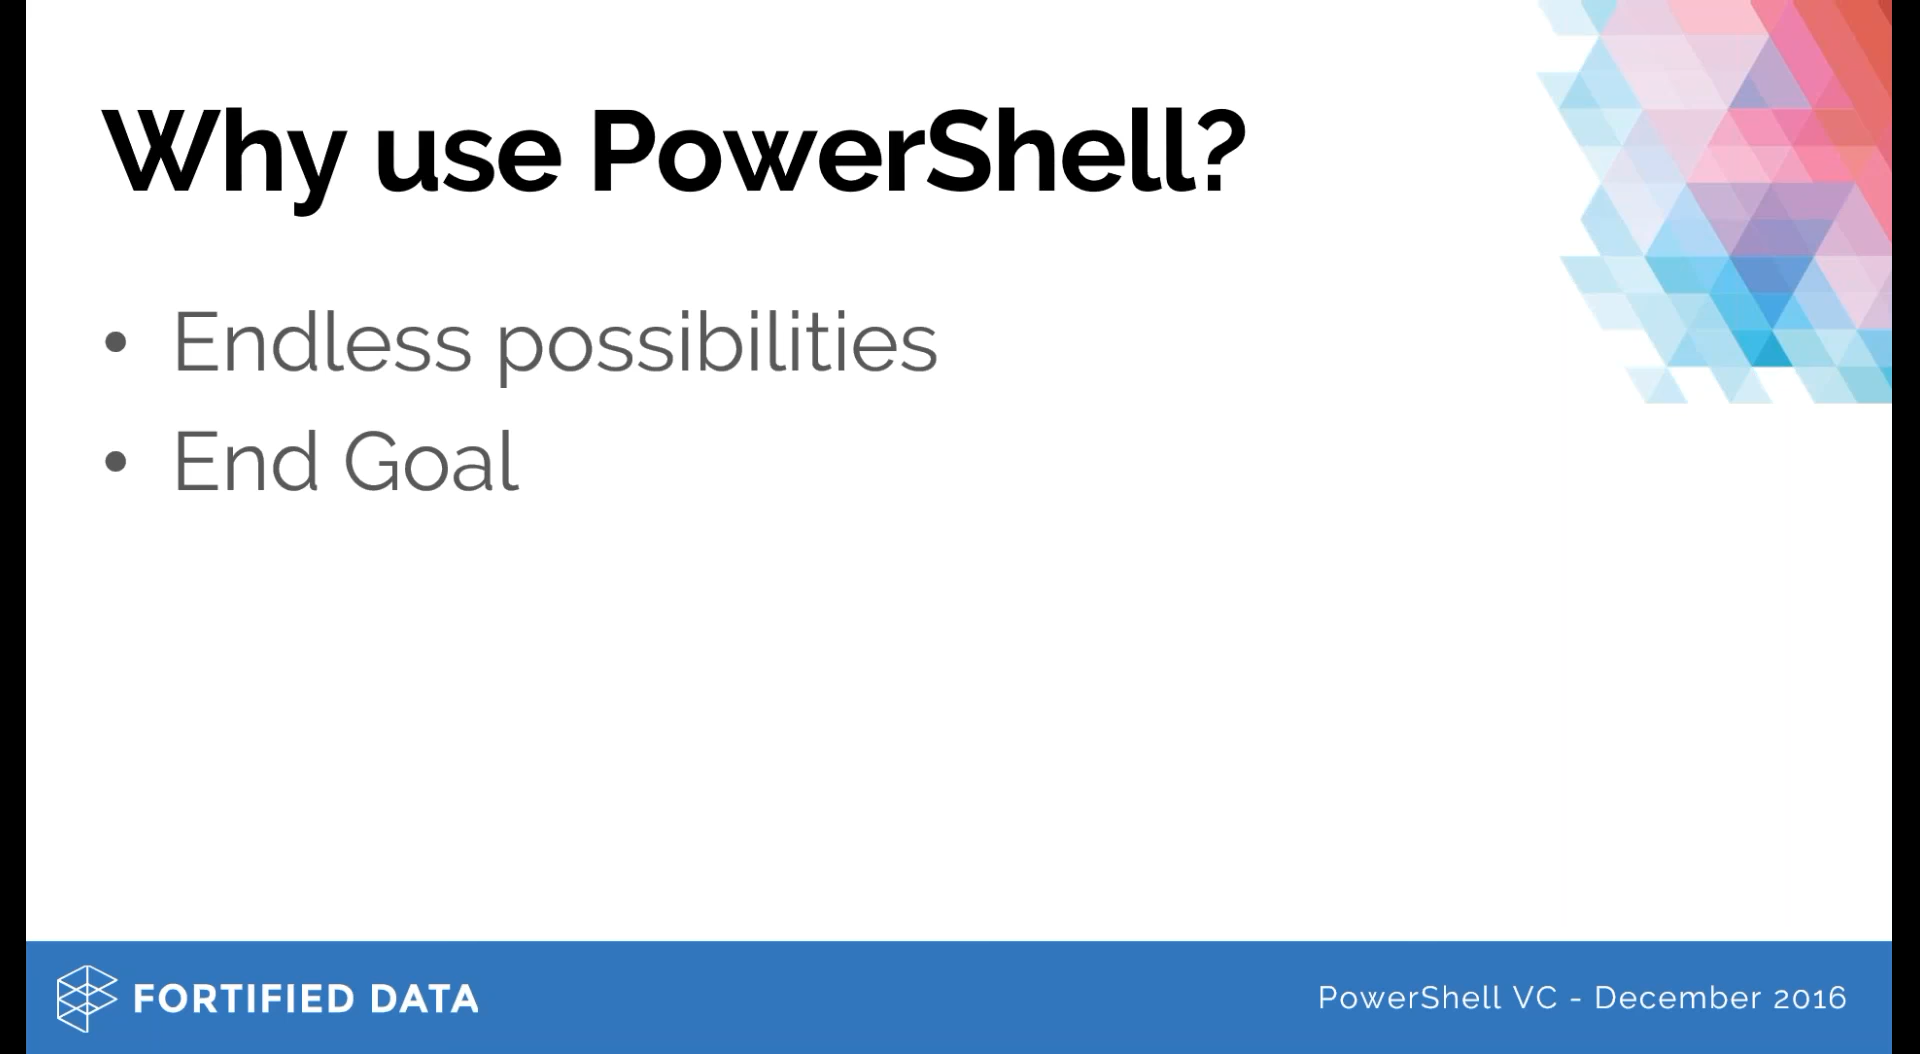 Why use PowerShell?
• Endless possibilities
• End Goal
FORTIFIED DATA
PowerShell VC - December 2016